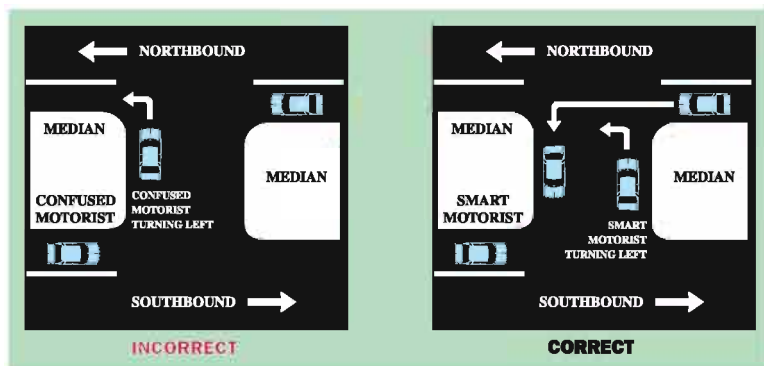 NORTHBOUND
MEDIAN
MEDIAN
CONFUSED
MOTORIST
CONFUSED
MOTORIST
TURNING LEFT
SOUTHBOUND
INCORRECT
NORTHBOUND
MEDIAN
MEDIAN
SMART
MOTORIST
SMART
MOTORIST
TURNING LEFT
SOUTHBOUND
CORRECT